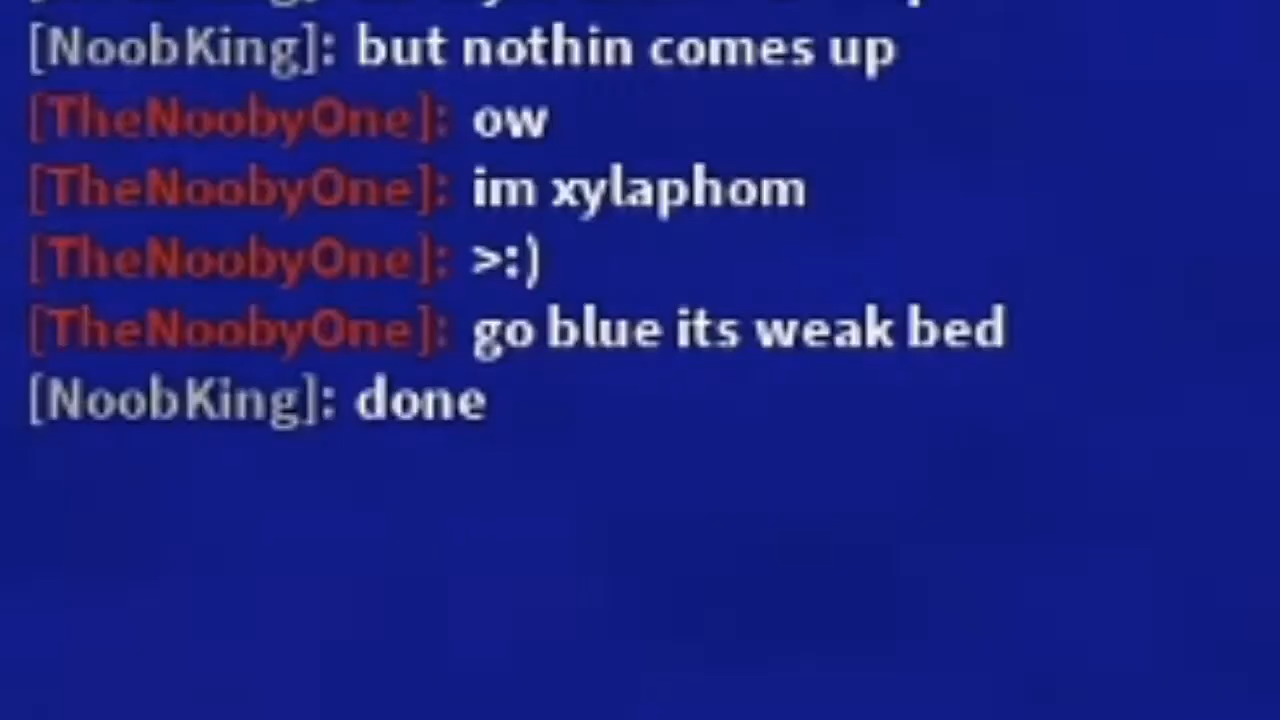 [NoobKing]: but nothin comes up
[TheNoobyOne]: ow
[TheNoobyOne]: im xylaphom
[TheNoobyOne]: >:)
[TheNoobyOne]: go blue its weak bed
[NoobKing]: done